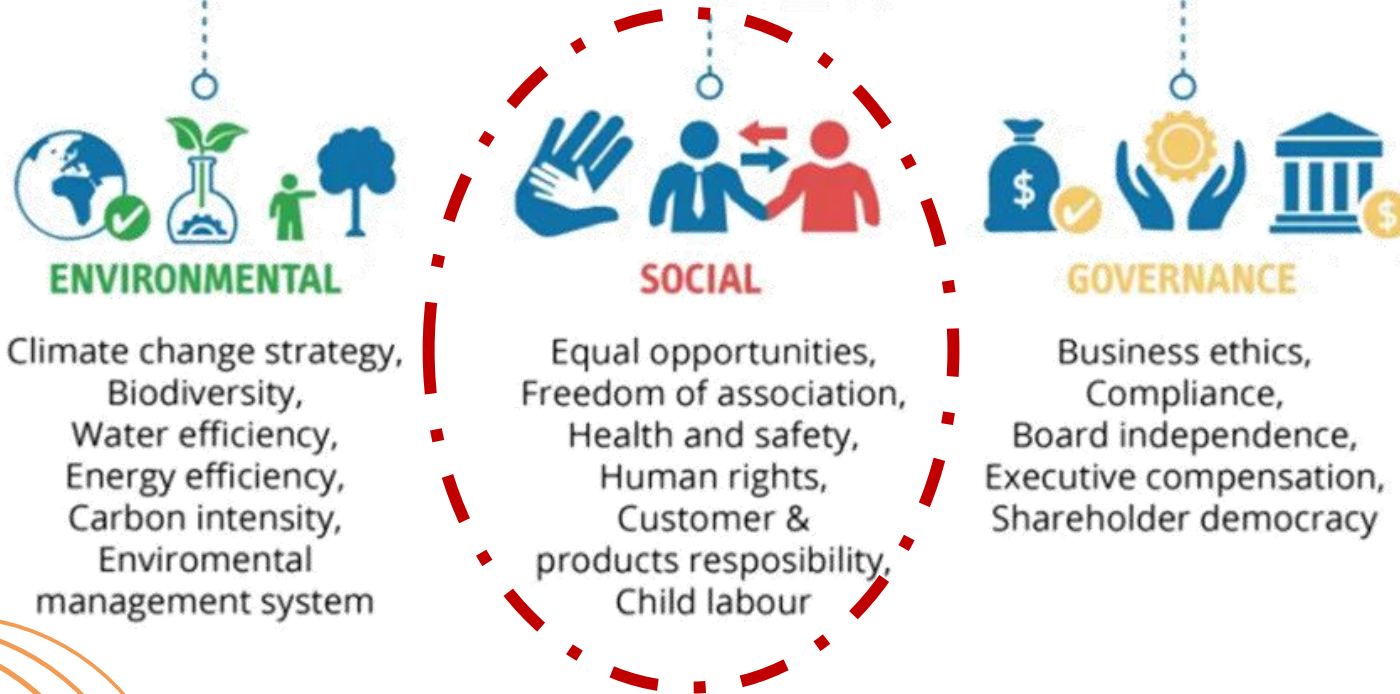 ENVIRONMENTAL
Climate change strategy,
Biodiversity,
Water efficiency,
Energy efficiency,
Carbon intensity,
Enviromental
management system
SOCIAL
Equal opportunities,
Freedom of association,
Health and safety,
Human rights,
Customer &
products resposibility,
Child labour
GOVERNANCE
Business ethics,
Compliance,
Board independence,
Executive compensation,
Shareholder democracy